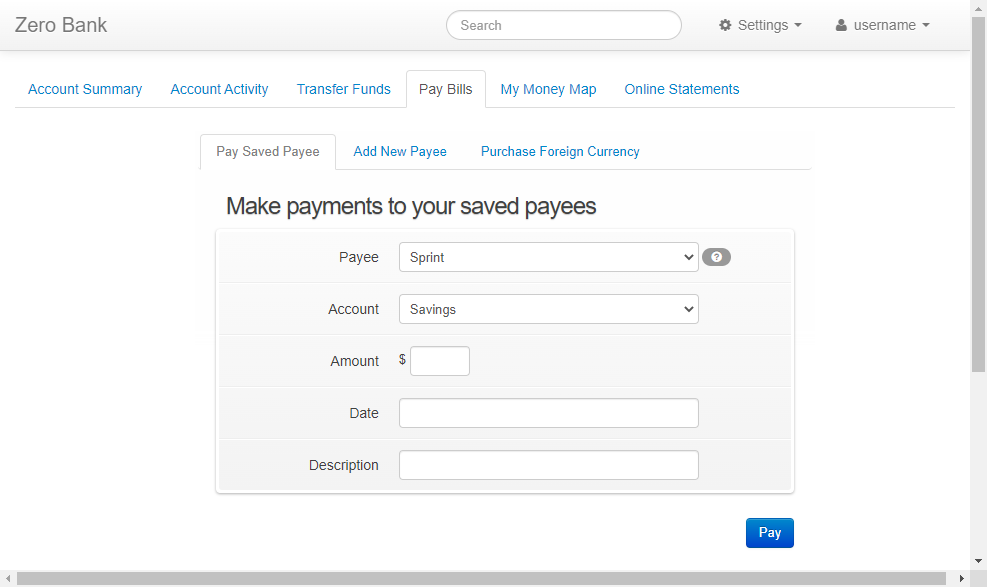 Zero Bank
Search
Settings
username
Account Summary
Account Activity
Transfer Funds
Pay Bills
My Money Map
Online Statements
Pay Saved Payee
Add New Payee
Purchase Foreign Currency
Make payments to your saved payees
Payee
Sprint
?
Account
Savings
Amount
$
Date
Description
Pay